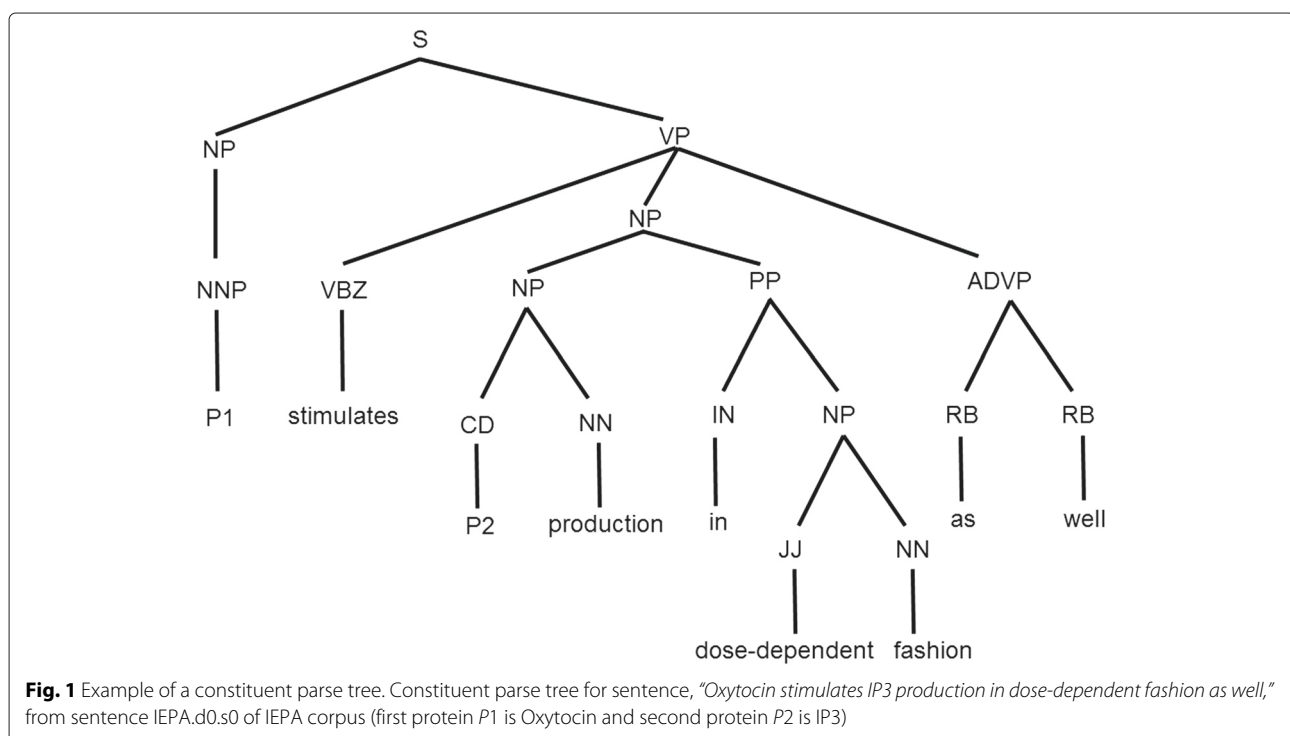 S
NP VP
NP
NNP VBZ NP PP ADVP
P1 stimulates CD NN IN NP RB RB
P2 production in as well
JJ NN
dose-dependent fashion
Fig. 1 Example of a constituent parse tree. Constituent parse tree for sentence, “Oxytocin stimulates IP3 production in dose-dependent fashion as well,”
from sentence IEPA.d0.s0 of IEPA corpus (first protein P1 is Oxytocin and second protein P2 is IP3)